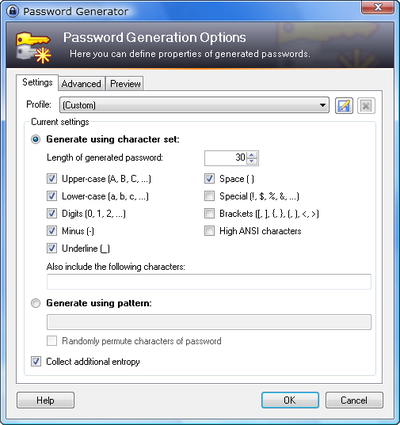 Password Generator
Password Generation Options
Here you can define properties of generated passwords.
Settings Advanced Preview
Profile: (Custom)
Current settings
Generate using character set:
Length of generated password: 30
Upper-case (A, B, C, ...) Space ( )
Lower-case (a, b, c, ...) Special (!, $, %, &, ...)
Digits (0, 1, 2, ...) Brackets ([, ], {, }, (, ), <, >)
Minus (-) High ANSI characters
Underline (_)
Also include the following characters:
Generate using pattern:
Randomly permute characters of password
Collect additional entropy
Help OK Cancel